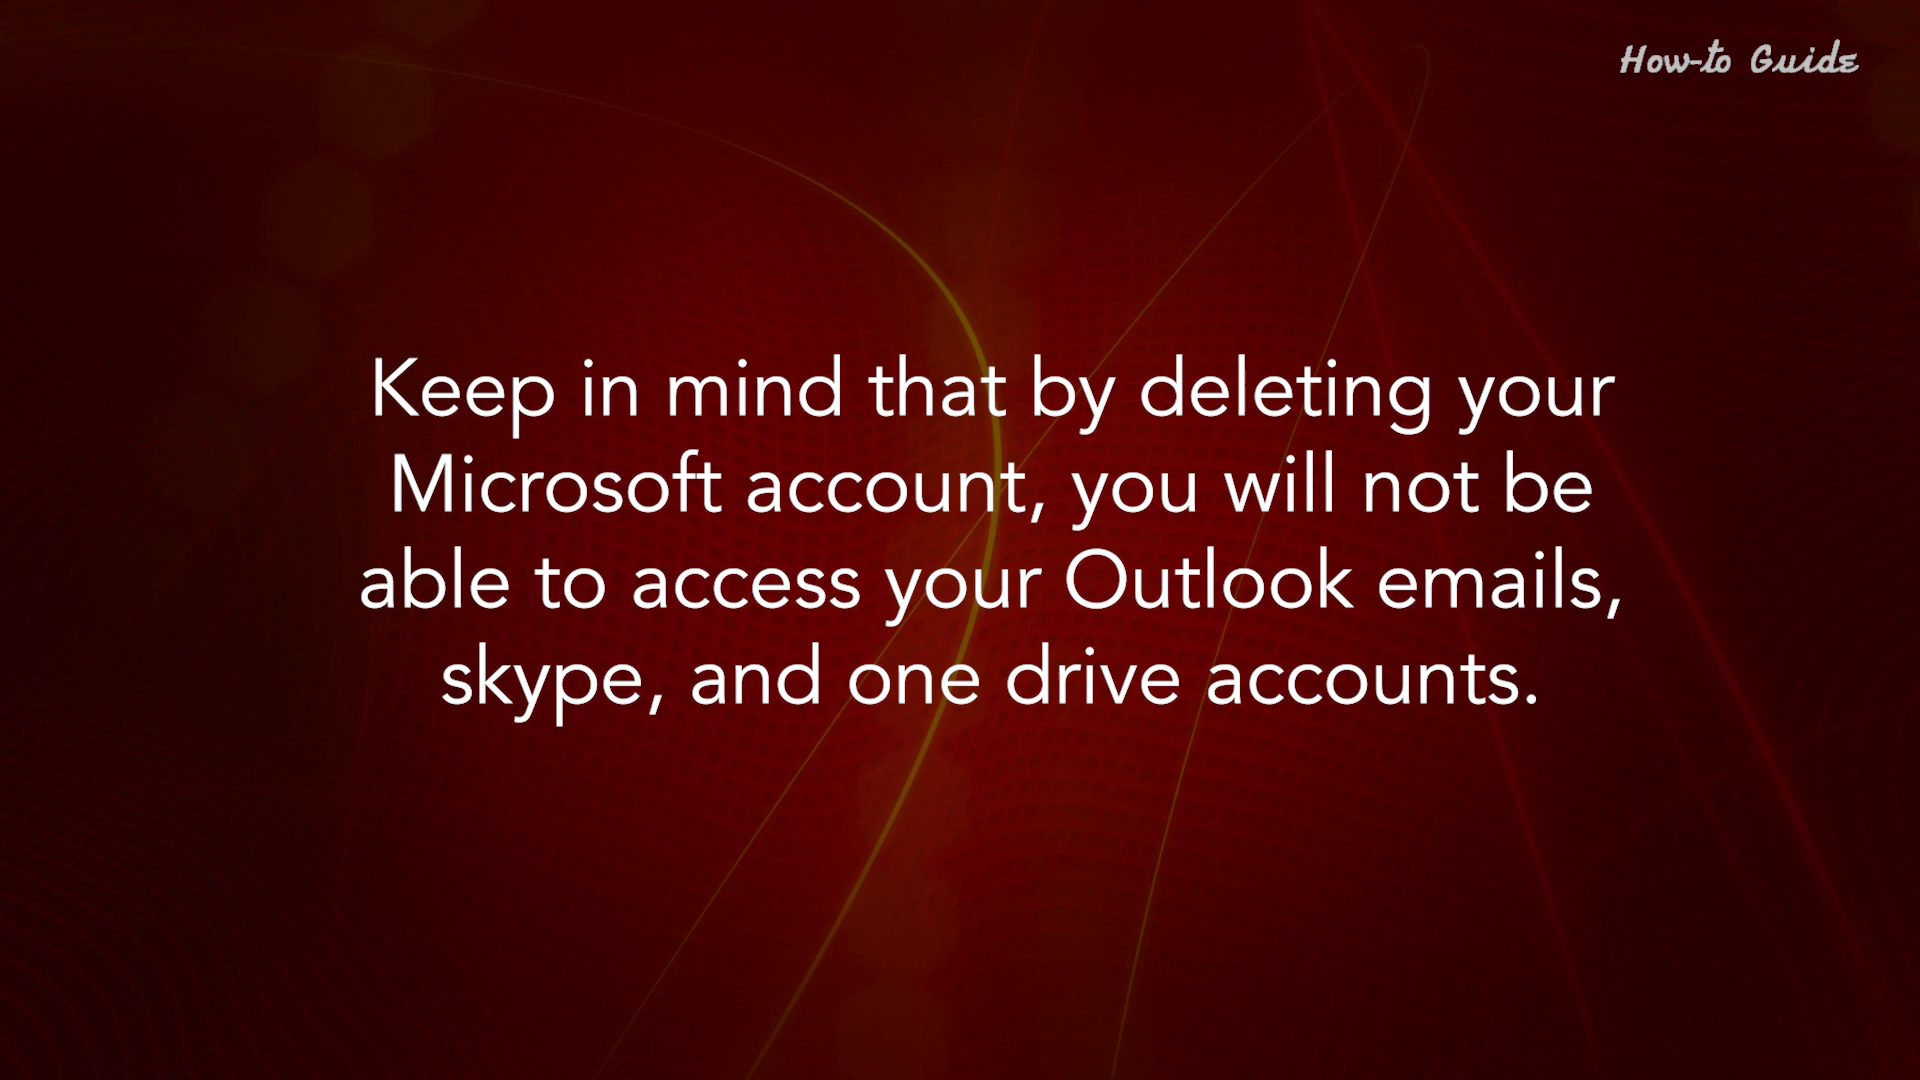 How-to Guide
Keep in mind that by deleting your
Microsoft account, you will not be
able to access your Outlook emails,
skype, and one drive accounts.